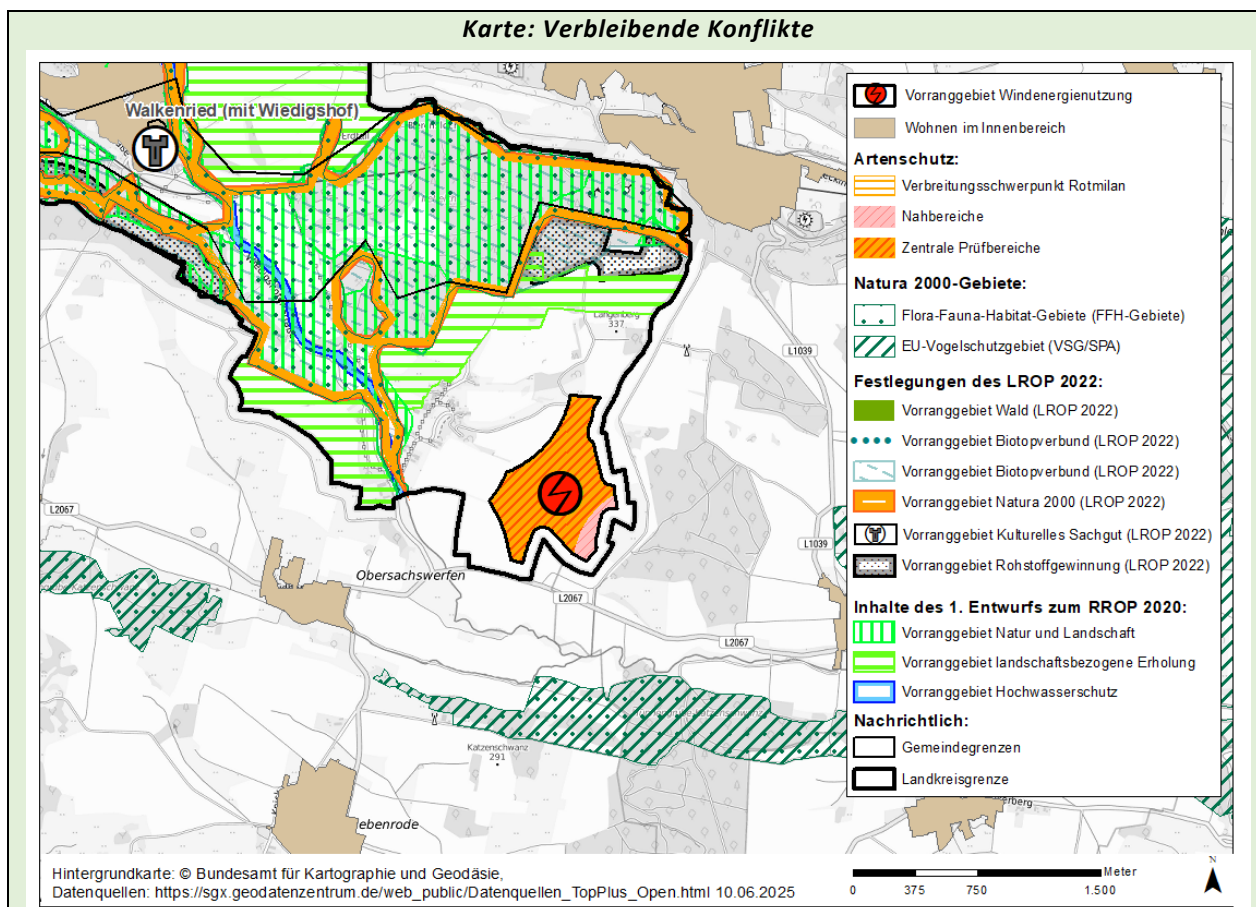 Karte: Verbleibende Konflikte
Walkenried (mit Wiedigshof)
Erdfall
L1039
Langenberg
337
L2067
L1039
Obersachswerfen
L2067
L2067
Katzenschwanz
291
ebenrode
erberg
Vorranggebiet Windenergienutzung
Wohnen im Innenbereich
Artenschutz:
Verbreitungsschwerpunkt Rotmilan
Nahbereiche
Zentrale Prüfbereiche
Natura 2000-Gebiete:
Flora-Fauna-Habitat-Gebiete (FFH-Gebiete)
EU-Vogelschutzgebiet (VSG/SPA)
Festlegungen des LROP 2022:
Vorranggebiet Wald (LROP 2022)
Vorranggebiet Biotopverbund (LROP 2022)
Vorranggebiet Biotopverbund (LROP 2022)
Vorranggebiet Natura 2000 (LROP 2022)
Vorranggebiet Kulturelles Sachgut (LROP 2022)
Vorranggebiet Rohstoffgewinnung (LROP 2022)
Inhalte des 1. Entwurfs zum RROP 2020:
Vorranggebiet Natur und Landschaft
Vorranggebiet landschaftsbezogene Erholung
Vorranggebiet Hochwasserschutz
Nachrichtlich:
Gemeindegrenzen
Landkreisgrenze
Hintergrundkarte: © Bundesamt für Kartographie und Geodäsie,
Datenquellen: https://sgx.geodatenzentrum.de/web_public/Datenquellen_TopPlus_Open.html 10.06.2025
Meter
0 375 750 1.500
N